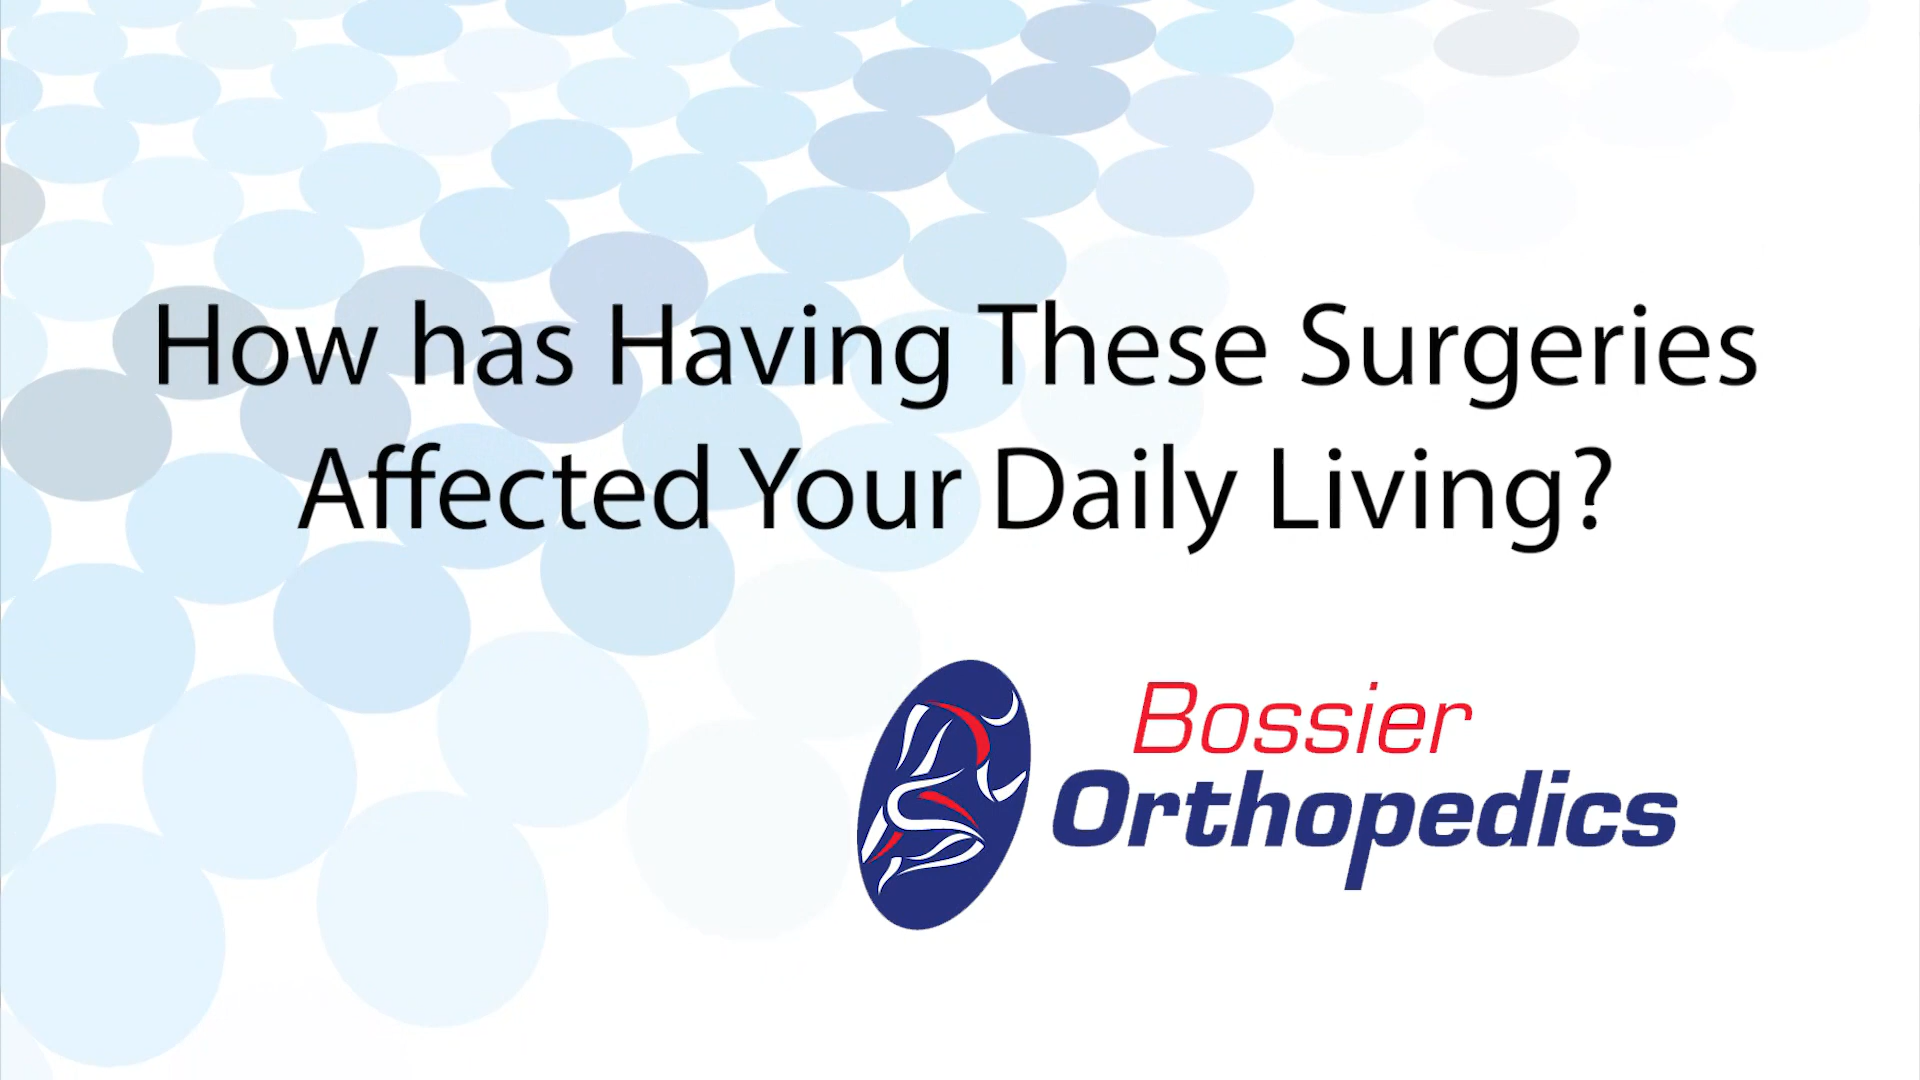 How has Having These Surgeries
Affected Your Daily Living?
Bossier
Orthopedics